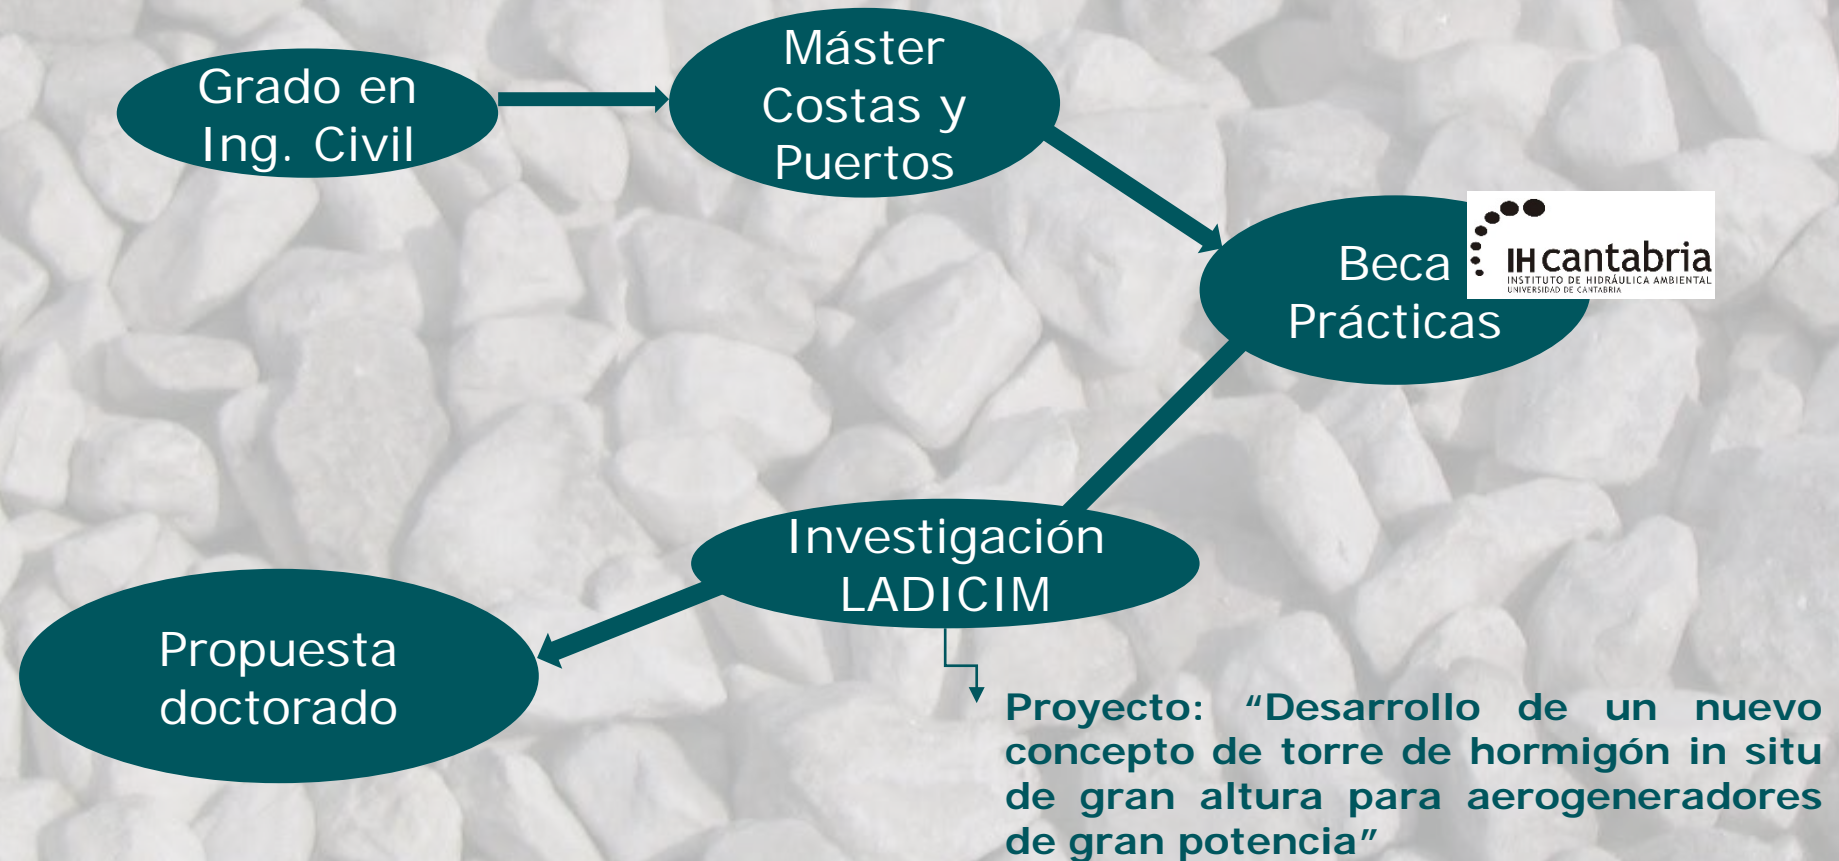 Grado en
Ing. Civil
Máster
Costas y
Puertos
Beca
Prácticas
IHcantabria
INSTITUTO DE HIDRÁULICA AMBIENTAL
UNIVERSIDAD DE CANTABRIA
Investigación
LADICIM
Propuesta
doctorado
Proyecto: “Desarrollo de un nuevo
concepto de torre de hormigón in situ
de gran altura para aerogeneradores
de gran potencia”